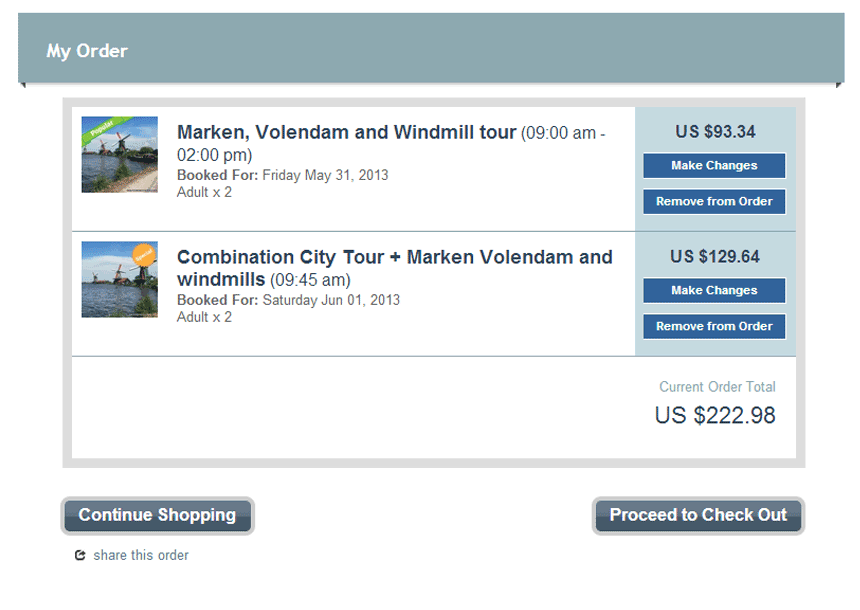 My Order
Popular
Marken, Volendam and Windmill tour (09:00 am -
02:00 pm)
Booked For: Friday May 31, 2013
Adult x 2
US $93.34
Make Changes
Remove from Order
Special
Combination City Tour + Marken Volendam and
windmills (09:45 am)
Booked For: Saturday Jun 01, 2013
Adult x 2
US $129.64
Make Changes
Remove from Order
Current Order Total
US $222.98
Continue Shopping
Proceed to Check Out
share this order